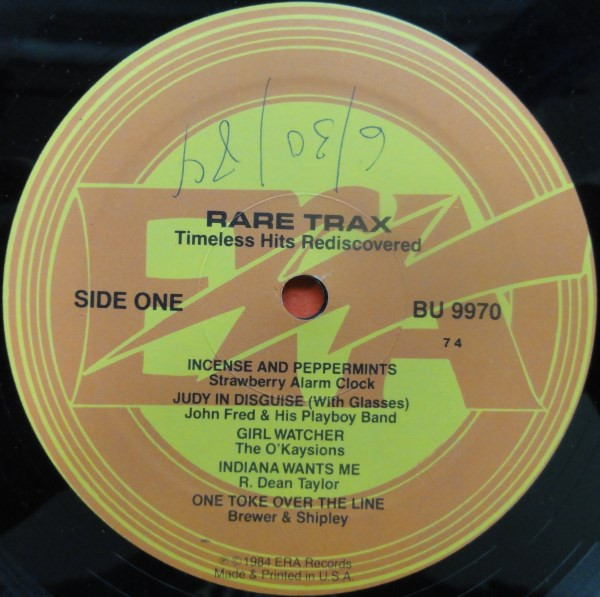 6/30/84
ERA
RARE TRAX
Timeless Hits Rediscovered
SIDE ONE
BU 9970
74
INCENSE AND PEPPERMINTS
Strawberry Alarm Clock
JUDY IN DISGUISE (With Glasses)
John Fred & His Playboy Band
GIRL WATCHER
The O'Kaysions
INDIANA WANTS ME
R. Dean Taylor
ONE TOKE OVER THE LINE
Brewer & Shipley
℗ ©1984 ERA Records
Made & Printed in U.S.A.